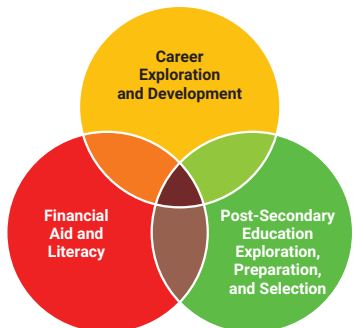 Career
Exploration
and Development
Financial
Aid and
Literacy
Post-Secondary
Education
Exploration,
Preparation,
and Selection